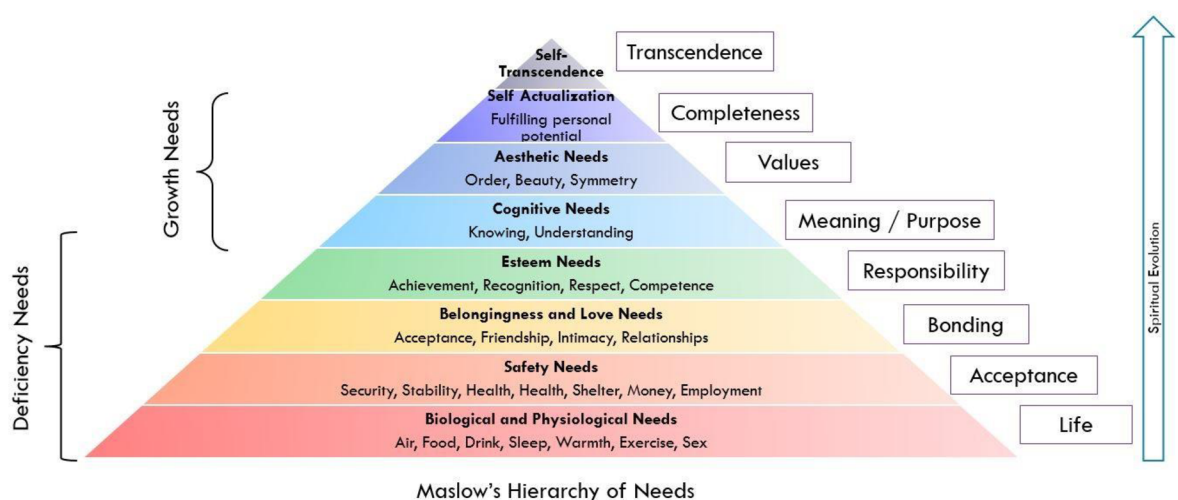 Self-
Transcendence
Transcendence
Self Actualization
Fulfilling personal
potential
Completeness
Aesthetic Needs
Order, Beauty, Symmetry
Values
Cognitive Needs
Knowing, Understanding
Meaning / Purpose
Esteem Needs
Achievement, Recognition, Respect, Competence
Responsibility
Belongingness and Love Needs
Acceptance, Friendship, Intimacy, Relationships
Bonding
Safety Needs
Security, Stability, Health, Health, Shelter, Money, Employment
Acceptance
Biological and Physiological Needs
Air, Food, Drink, Sleep, Warmth, Exercise, Sex
Life
Growth Needs
Deficiency Needs
Spiritual Evolution
Maslow's Hierarchy of Needs